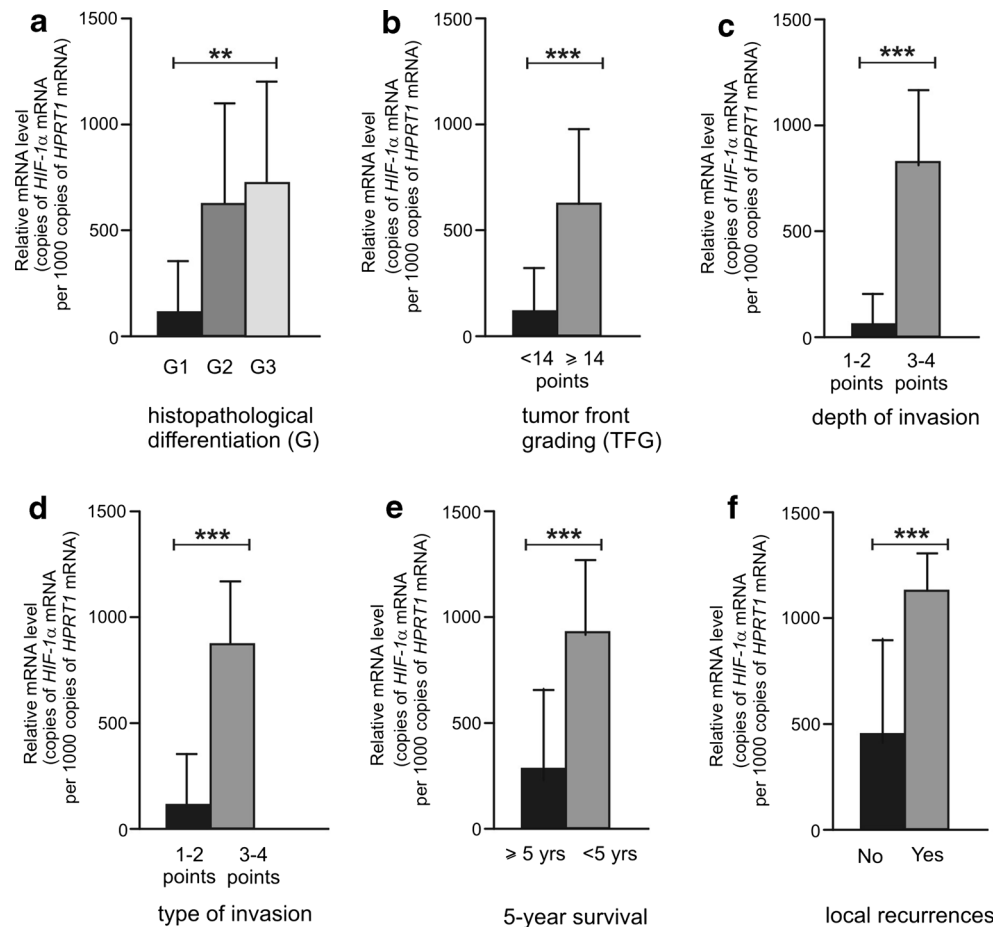 a
Relative mRNA level
(copies of HIF-1α mRNA
per 1000 copies of HPRT1 mRNA)
1500
1000
500
0
**
G1 G2 G3
histopathological
differentiation (G)
b
Relative mRNA level
(copies of HIF-1α mRNA
per 1000 copies of HPRT1 mRNA)
1500
1000
500
0
***
<14 ⩾ 14
points
tumor front
grading (TFG)
c
Relative mRNA level
(copies of HIF-1α mRNA
per 1000 copies of HPRT1 mRNA)
1500
1000
500
0
***
1-2 3-4
points points
depth of invasion
d
Relative mRNA level
(copies of HIF-1α mRNA
per 1000 copies of HPRT1 mRNA)
1500
1000
500
0
***
1-2 3-4
points points
type of invasion
e
Relative mRNA level
(copies of HIF-1α mRNA
per 1000 copies of HPRT1 mRNA)
1500
1000
500
0
***
⩾ 5 yrs <5 yrs
5-year survival
f
Relative mRNA level
(copies of HIF-1α mRNA
per 1000 copies of HPRT1 mRNA)
1500
1000
500
0
***
No Yes
local recurrences